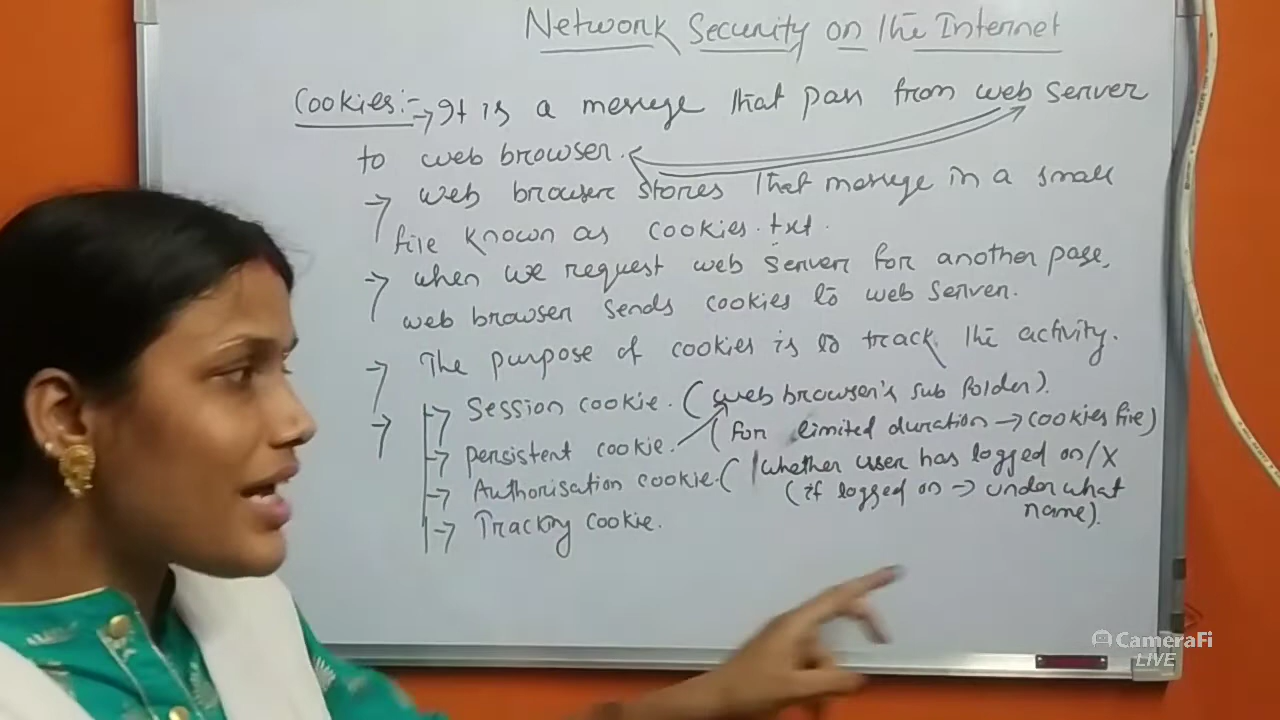 Network Security on the Internet
Cookies:- → It is a message that pass from web server
to web browser.
→ web browser stores that message in a small
file known as cookies.txt.
→ when we request web server for another page,
web browser sends cookies to web server.
→ The purpose of cookies is to track the activity.
→ → Session cookie. (web browser's sub folder).
→ persistent cookie. (for limited duration → cookies file)
→ Authorisation cookie. (whether user has logged on/X
(if logged on → under what
name).
→ Tracking cookie.
CameraFi
LIVE